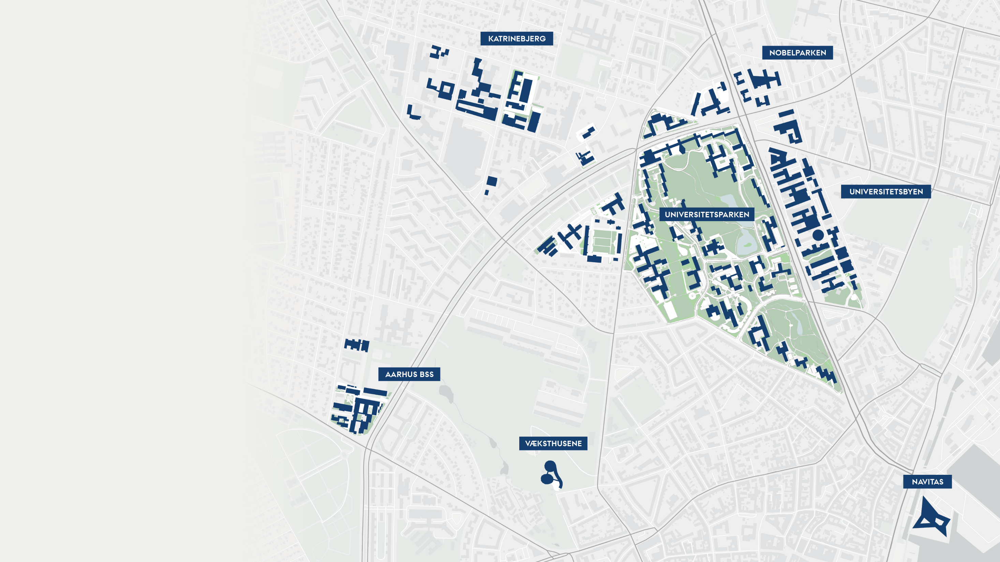 KATRINEBJERG
NOBELPARKEN
UNIVERSITETSBYEN
UNIVERSITETSPARKEN
AARHUS BSS
VÆKSTHUSENE
NAVITAS